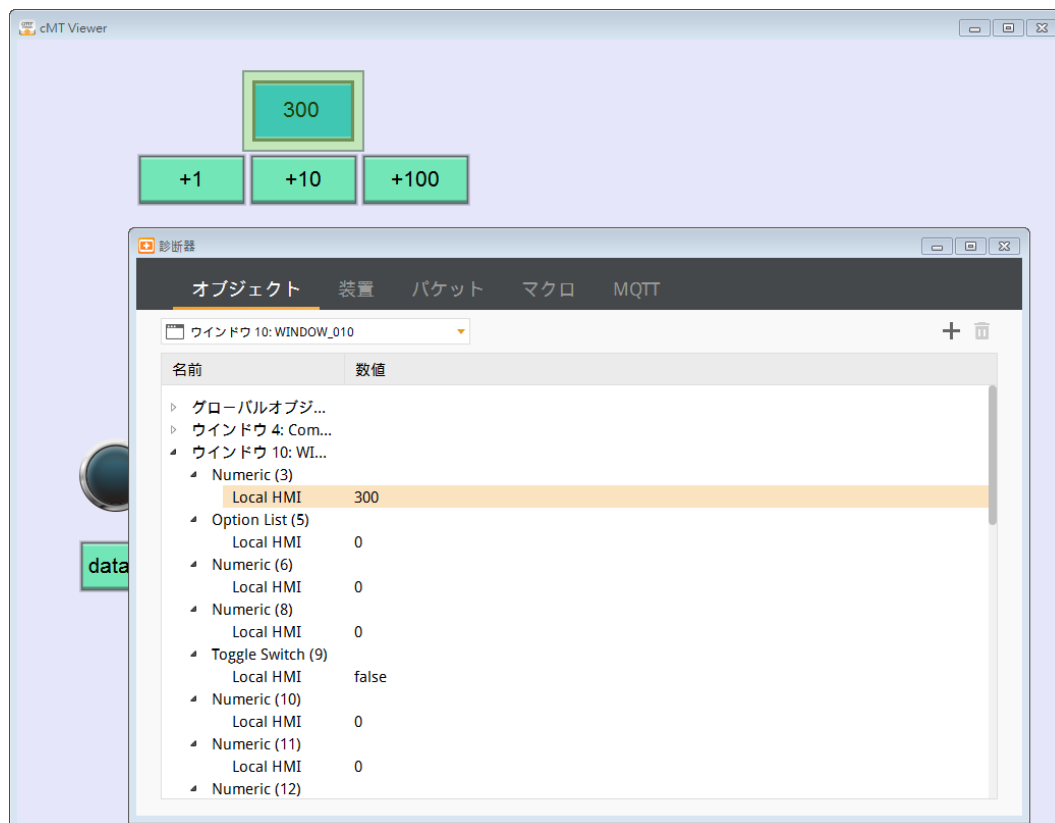 cMT Viewer
300
+1 +10 +100
診断器
オブジェクト 装置 パケット マクロ MQTT
ウインドウ 10: WINDOW_010
名前 数値
グローバルオブジ...
ウインドウ 4: Com...
ウインドウ 10: WI...
Numeric (3)
Local HMI 300
Option List (5)
Local HMI 0
Numeric (6)
Local HMI 0
Numeric (8)
Local HMI 0
data
Toggle Switch (9)
Local HMI false
Numeric (10)
Local HMI 0
Numeric (11)
Local HMI 0
Numeric (12)